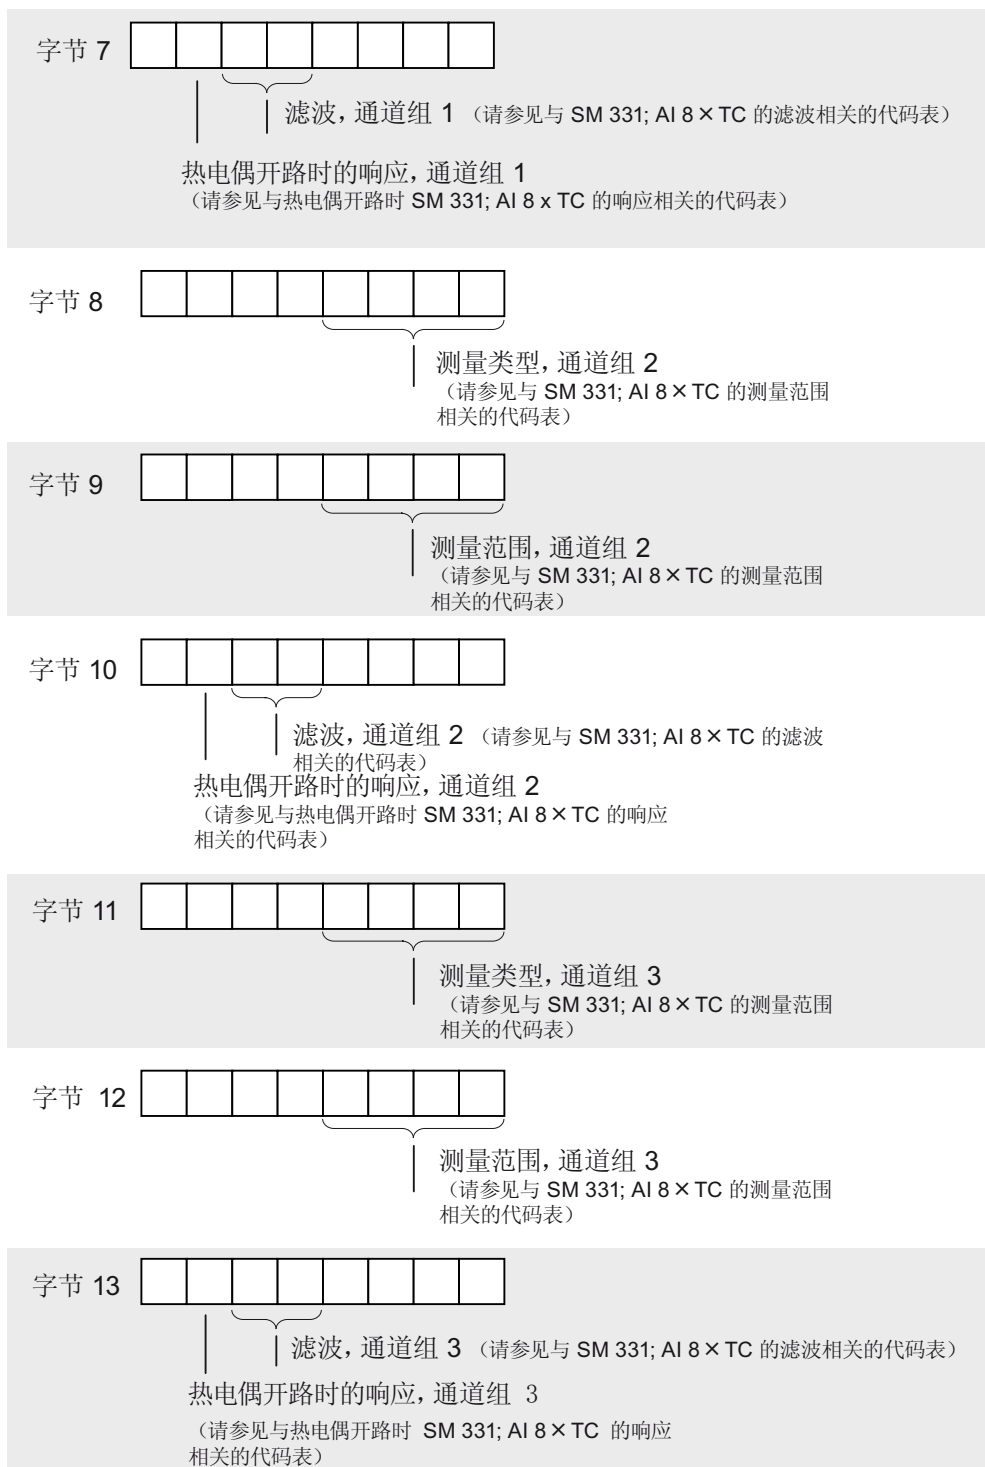 字节 7
滤波，通道组 1 （请参见与 SM 331; AI 8×TC 的滤波相关的代码表）
热电偶开路时的响应，通道组 1
（请参见与热电偶开路时 SM 331; AI 8 x TC 的响应相关的代码表）
字节 8
测量类型，通道组 2
（请参见与 SM 331; AI 8×TC 的测量范围
相关的代码表）
字节 9
测量范围，通道组 2
（请参见与 SM 331; AI 8×TC 的测量范围
相关的代码表）
字节 10
滤波，通道组 2 （请参见与 SM 331; AI 8×TC 的滤波
相关的代码表）
热电偶开路时的响应，通道组 2
（请参见与热电偶开路时 SM 331; AI 8×TC 的响应
相关的代码表）
字节 11
测量类型，通道组 3
（请参见与 SM 331; AI 8×TC 的测量范围
相关的代码表）
字节 12
测量范围，通道组 3
（请参见与 SM 331; AI 8×TC 的测量范围
相关的代码表）
字节 13
滤波，通道组 3 （请参见与 SM 331; AI 8×TC 的滤波相关的代码表）
热电偶开路时的响应，通道组 3
（请参见与热电偶开路时 SM 331; AI 8×TC 的响应
相关的代码表）